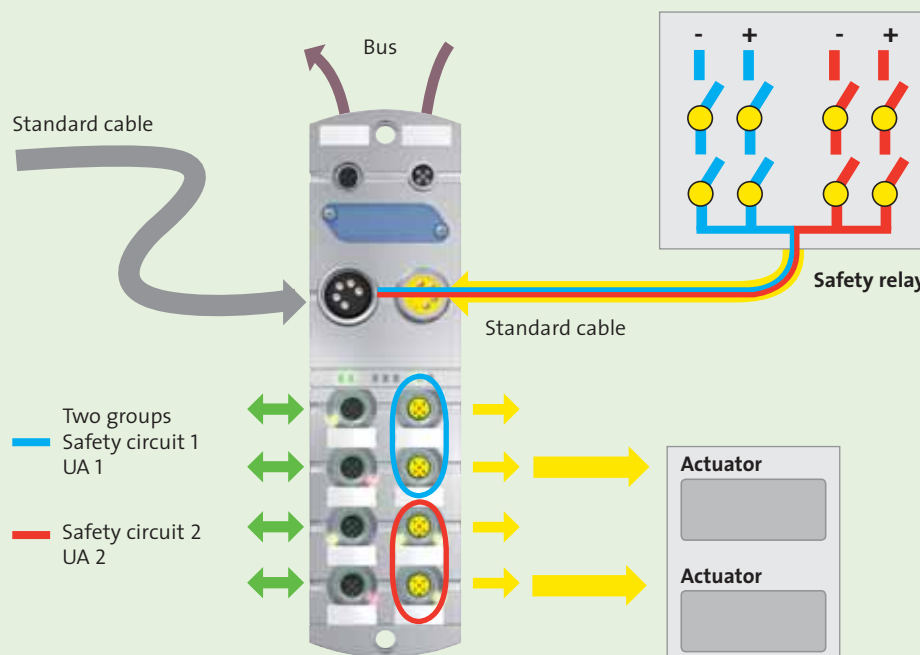 Bus
- + - +
Standard cable
Safety relay
Standard cable
Two groups
Safety circuit 1
UA 1
Safety circuit 2
UA 2
Actuator
Actuator